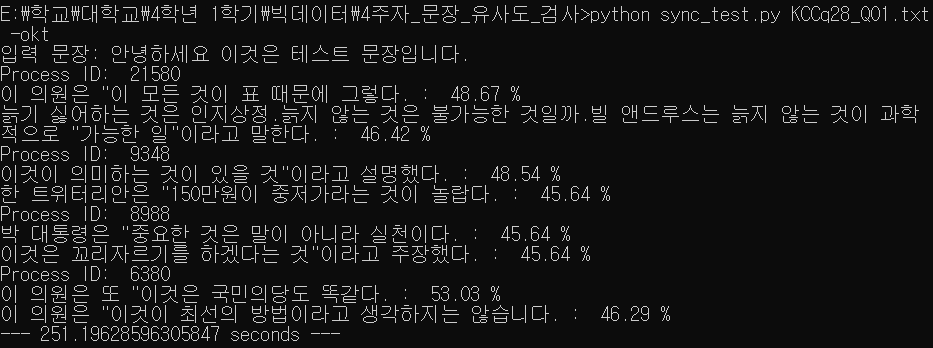 E:\학교\대학교\4학년 1학기\빅데이터\4주차_문장_유사도_검사>python sync_test.py KCCq28_Q01.txt
-okt
입력 문장: 안녕하세요 이것은 테스트 문장입니다.
Process ID:  21580
이 의원은 "이 모든 것이 표 때문에 그렇다. :  48.67 %
늙기 싫어하는 것은 인지상정.늙지 않는 것은 불가능한 것일까.빌 앤드루스는 늙지 않는 것이 과학
적으로 "가능한 일"이라고 말한다. :  46.42 %
Process ID:  9348
이것이 의미하는 것이 있을 것"이라고 설명했다. :  48.54 %
한 트위터리안은 "150만원이 중저가라는 것이 놀랍다. :  45.64 %
Process ID:  8988
박 대통령은 "중요한 것은 말이 아니라 실천이다. :  45.64 %
이것은 꼬리자르기를 하겠다는 것"이라고 주장했다. :  45.64 %
Process ID:  6380
이 의원은 또 "이것은 국민의당도 똑같다. :  53.03 %
이 의원은 "이것이 최선의 방법이라고 생각하지는 않습니다. :  46.29 %
--- 251.19628596305847 seconds ---